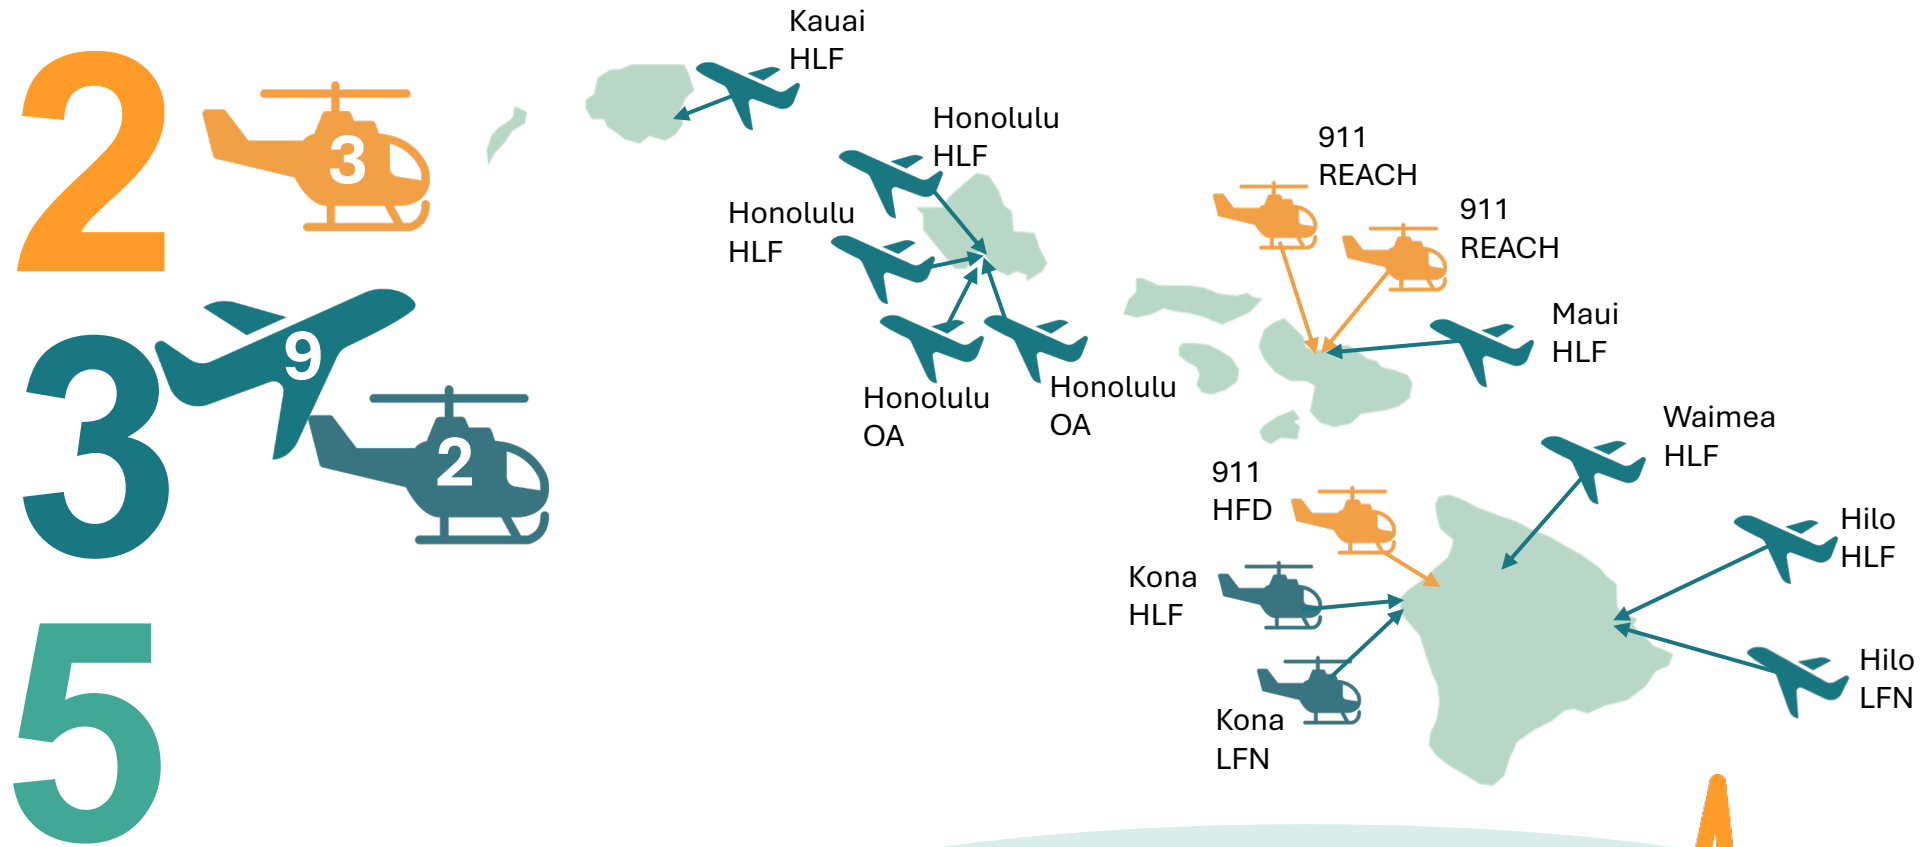 2
3
3
9
2
5
Kauai
HLF
Honolulu
HLF
Honolulu
HLF
Honolulu
OA
Honolulu
OA
911
REACH
911
REACH
Maui
HLF
Waimea
HLF
911
HFD
Kona
HLF
Kona
LFN
Hilo
HLF
Hilo
LFN